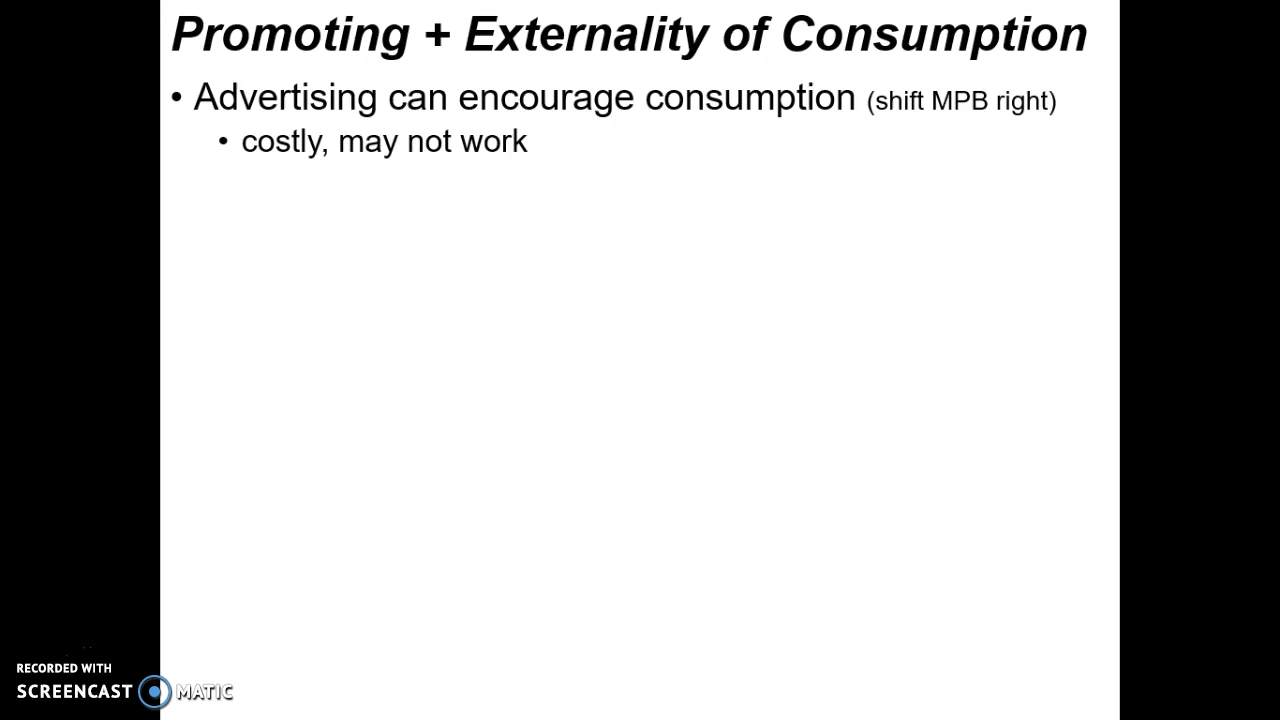 Promoting + Externality of Consumption
• Advertising can encourage consumption (shift MPB right)
• costly, may not work
RECORDED WITH
SCREENCAST MATIC